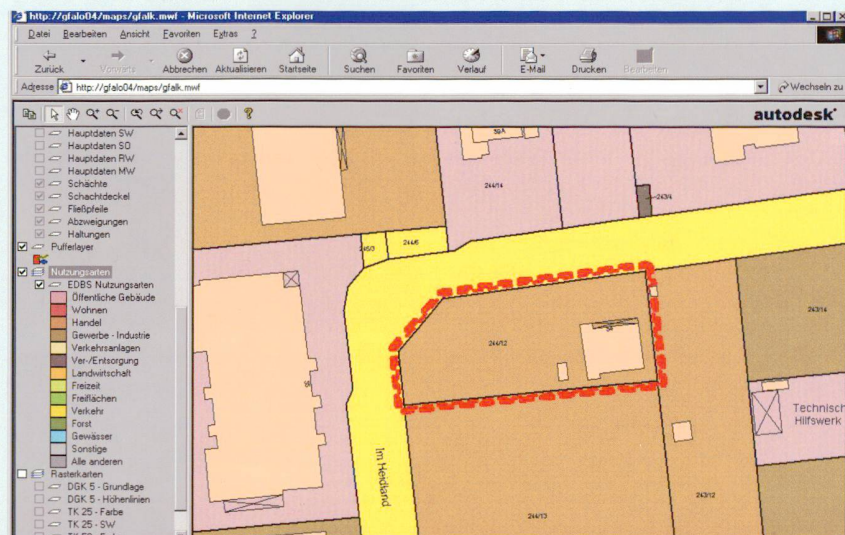 http://gfalo04/maps/gfalk.mwf - Microsoft Internet Explorer
Datei Bearbeiten Ansicht Favoriten Extras ?
Zurück Vorwärts Abbrechen Aktualisieren Startseite Suchen Favoriten Verlauf E-Mail Drucken Bearbeiten
Adresse http://gfalo04/maps/gfalk.mwf Wechseln zu
autodesk
Hauptdaten SW
Hauptdaten SO
Hauptdaten RW
Hauptdaten MW
Schächte
Schachtdeckel
Fließpfeile
Abzweigungen
Haltungen
Pufferlayer
Nutzungsarten
EDBS Nutzungsarten
Öffentliche Gebäude
Wohnen
Handel
Gewerbe - Industrie
Verkehrsanlagen
Ver-/Entsorgung
Landwirtschaft
Freizeit
Freiflächen
Verkehr
Forst
Gewässer
Sonstige
Alle anderen
Rasterkarten
DGK 5 - Grundlage
DGK 5 - Höhenlinien
TK 25 - Farbe
TK 25 - SW
59A
244/14
243/4
245/3
244/6
244/12
243/14
Technisch
Hilfswerk
Im Heidland
243/12
244/13